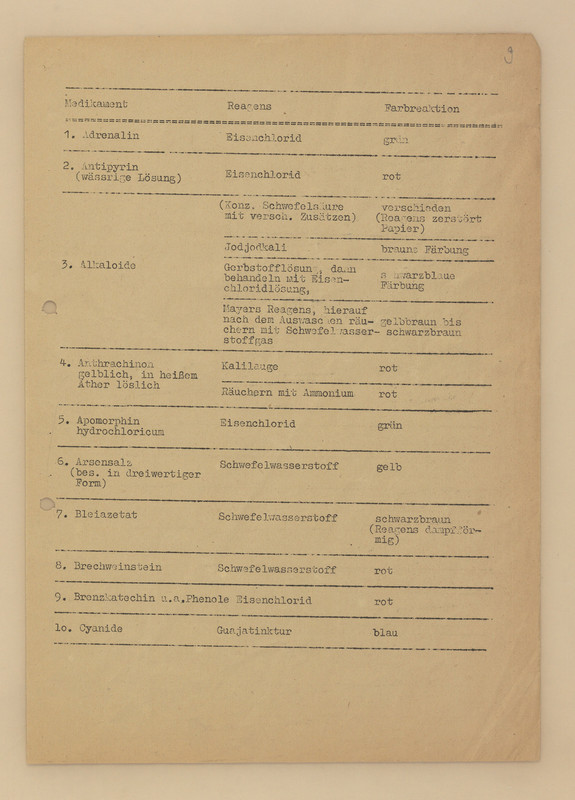 9
Medikament Reagens Farbreaktion
1. Adrenalin Eisenchlorid grün
2. Antipyrin
(wässrige Lösung) Eisenchlorid rot
(Konz. Schwefelsäure verschieden
mit versch. Zusätzen) (Reagens zerstört
Papier)
Jodjodkali braune Färbung
3. Alkaloide Gerbstofflösung, dann
behandeln mit Eisen- schwarzblaue
chloridlösung, Färbung
Mayers Reagens, hierauf
nach dem Auswaschen räu- gelbbraun bis
chern mit Schwefelwasser- schwarzbraun
stoffgas
4. Anthrachinon Kalilauge rot
gelblich, in heißem
Äther löslich Räuchern mit Ammonium rot
5. Apomorphin Eisenchlorid grün
hydrochloricum
6. Arsensalz Schwefelwasserstoff gelb
(bes. in dreiwertiger
Form)
7. Bleiazetat Schwefelwasserstoff schwarzbraun
(Reagens dampfför-
mig)
8. Brechweinstein Schwefelwasserstoff rot
9. Brenzkatechin u.a.Phenole Eisenchlorid rot
1o. Cyanide Guajatinktur blau